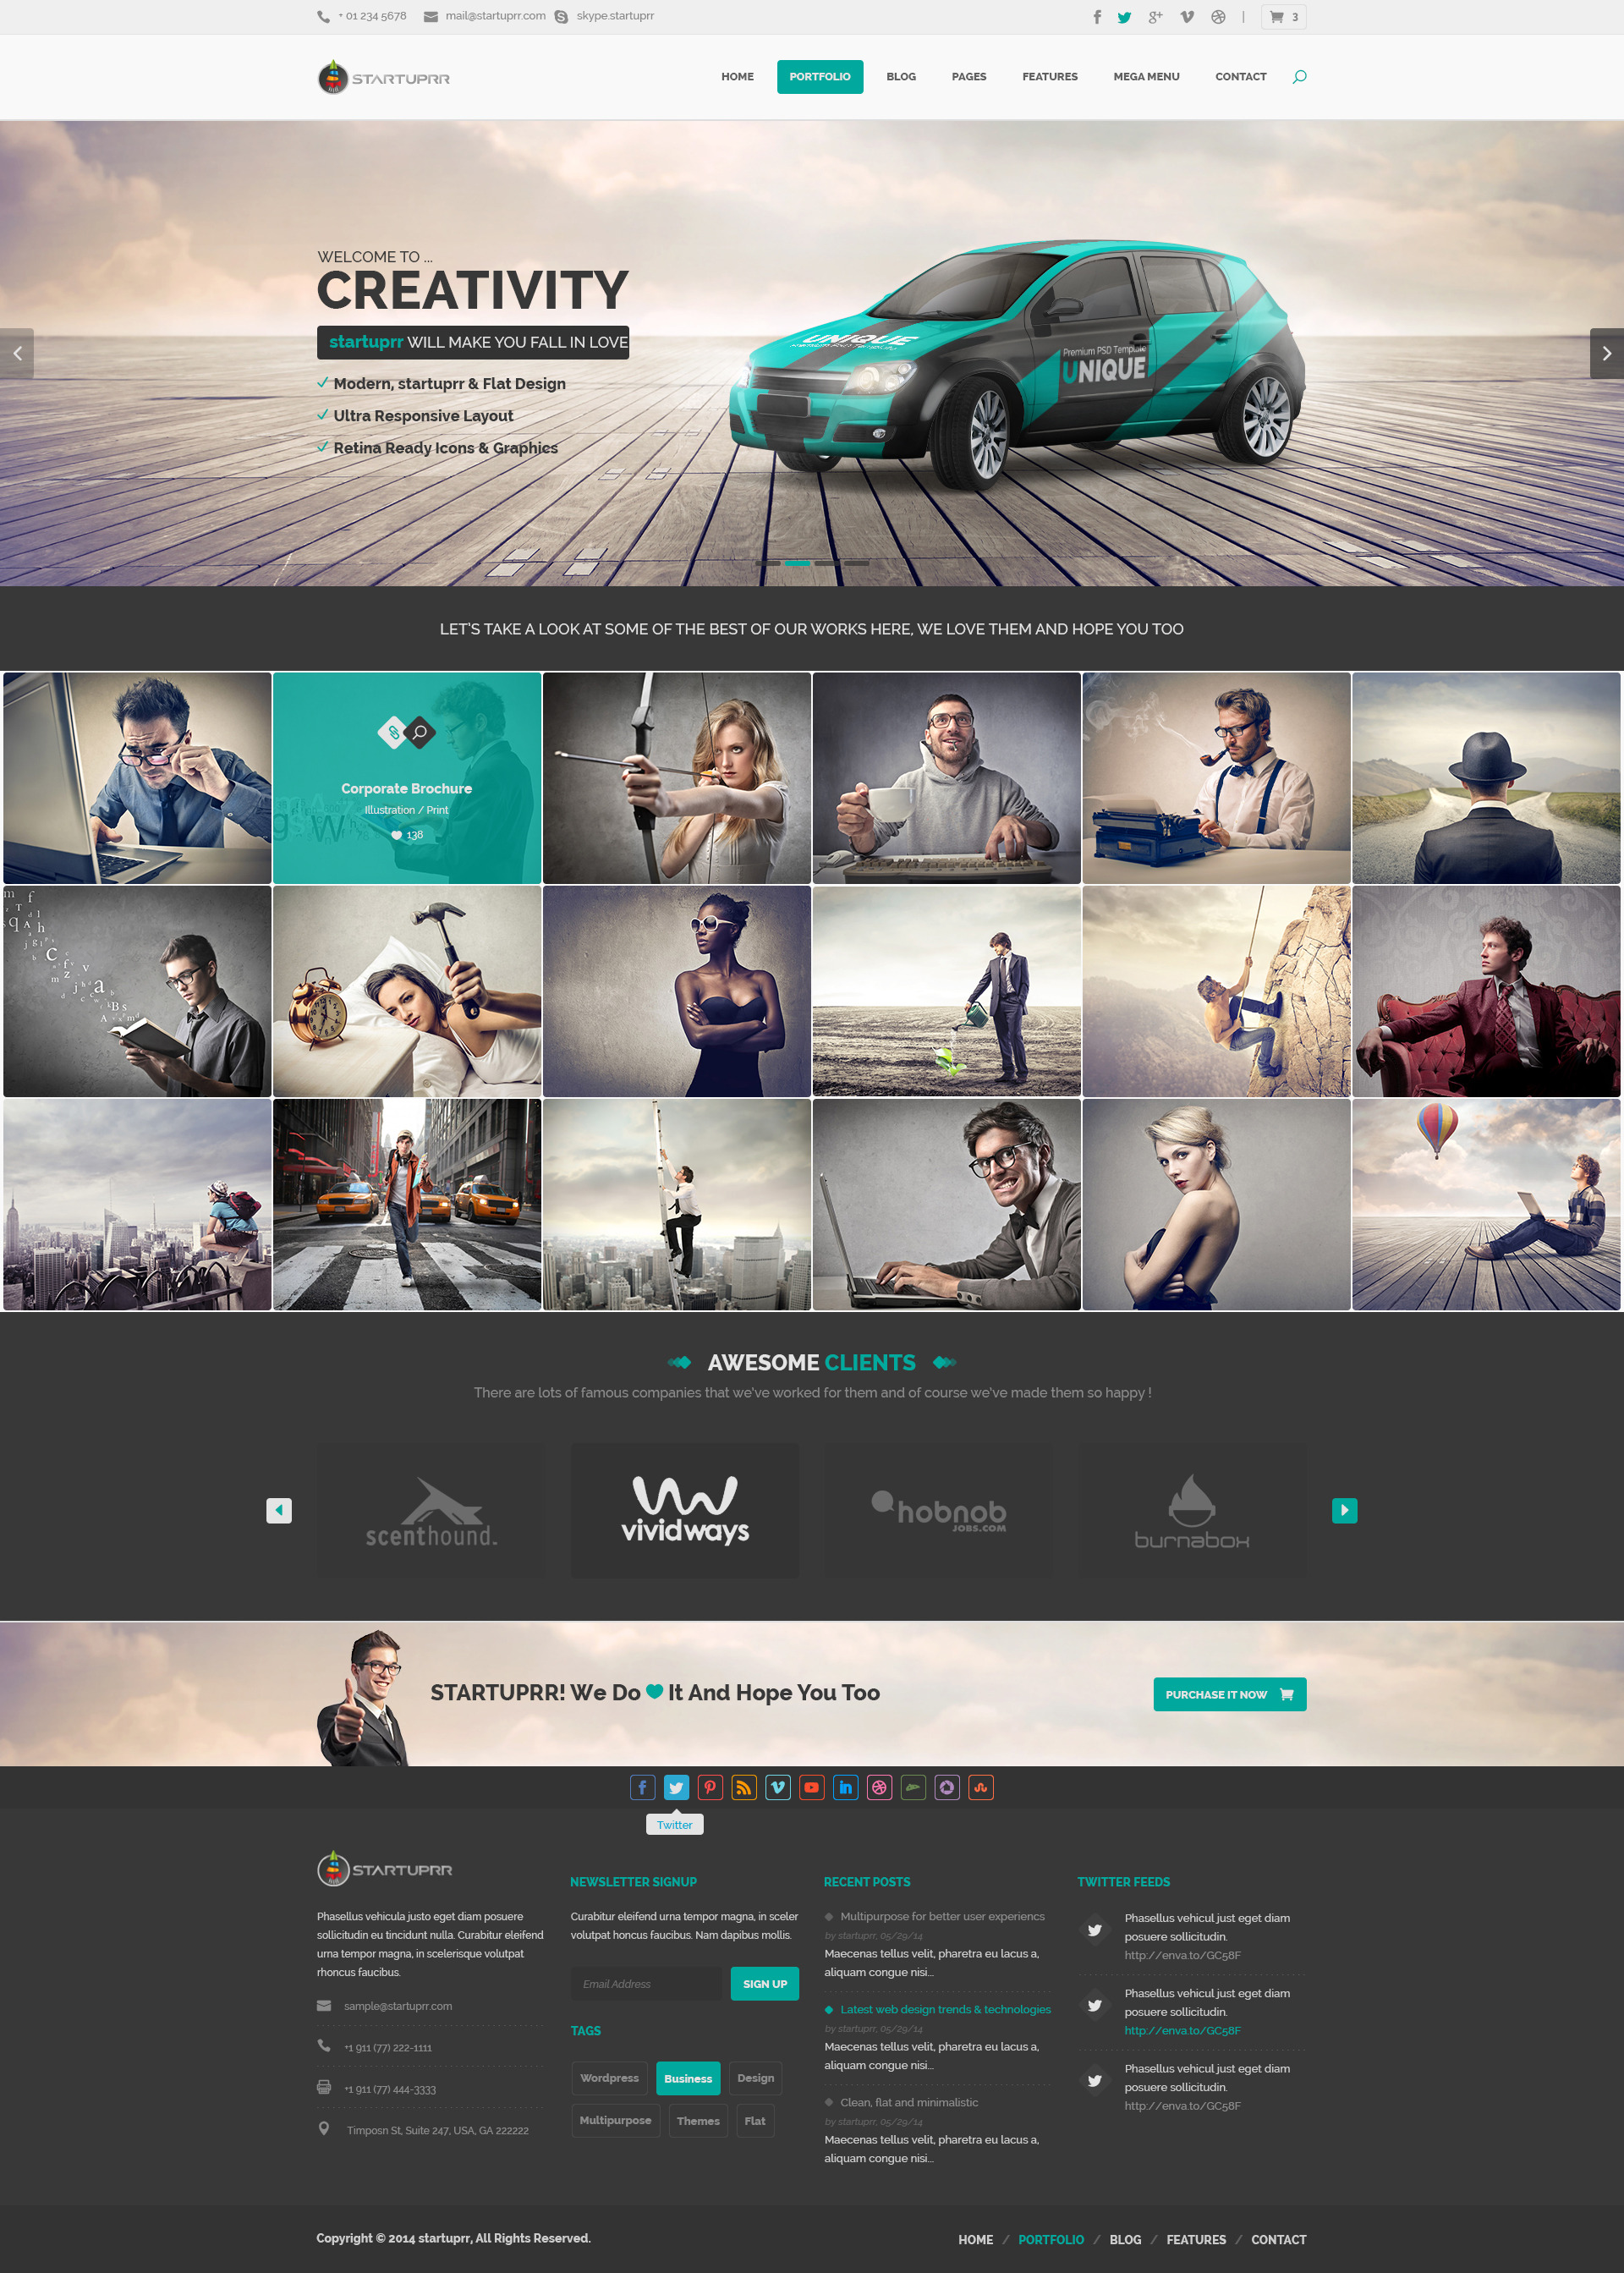 + 01 234 5678 mail@startuprr.com skype.startuprr
3
STARTUPRR
HOME PORTFOLIO BLOG PAGES FEATURES MEGA MENU CONTACT
WELCOME TO ...
CREATIVITY
startuprr WILL MAKE YOU FALL IN LOVE
Modern, startuprr & Flat Design
Ultra Responsive Layout
Retina Ready Icons & Graphics
UNIQUE
Premium PSD Template
UNIQUE
LET'S TAKE A LOOK AT SOME OF THE BEST OF OUR WORKS HERE, WE LOVE THEM AND HOPE YOU TOO
Corporate Brochure
Illustration / Print
138
AWESOME CLIENTS
There are lots of famous companies that we've worked for them and of course we've made them so happy !
scenthound.
vividways
hobnob
JOBS.COM
burnabox
STARTUPRR! We Do It And Hope You Too
PURCHASE IT NOW
Twitter
STARTUPRR
Phasellus vehicula justo eget diam posuere
sollicitudin eu tincidunt nulla. Curabitur eleifend
urna tempor magna, in scelerisque volutpat
rhoncus faucibus.
sample@startuprr.com
+1 911 (77) 222-1111
+1 911 (77) 444-3333
Timposn St, Suite 247, USA, GA 222222
NEWSLETTER SIGNUP
Curabitur eleifend urna tempor magna, in sceler
volutpat honcus faucibus. Nam dapibus mollis.
Email Address
SIGN UP
TAGS
Wordpress Business Design
Multipurpose Themes Flat
RECENT POSTS
Multipurpose for better user experiencs
by startuprr, 05/29/14
Maecenas tellus velit, pharetra eu lacus a,
aliquam congue nisi...
Latest web design trends & technologies
by startuprr, 05/29/14
Maecenas tellus velit, pharetra eu lacus a,
aliquam congue nisi...
Clean, flat and minimalistic
by startuprr, 05/29/14
Maecenas tellus velit, pharetra eu lacus a,
aliquam congue nisi...
TWITTER FEEDS
Phasellus vehicul just eget diam
posuere sollicitudin.
http://enva.to/GC58F
Phasellus vehicul just eget diam
posuere sollicitudin.
http://enva.to/GC58F
Phasellus vehicul just eget diam
posuere sollicitudin.
http://enva.to/GC58F
Copyright © 2014 startuprr, All Rights Reserved.
HOME / PORTFOLIO / BLOG / FEATURES / CONTACT